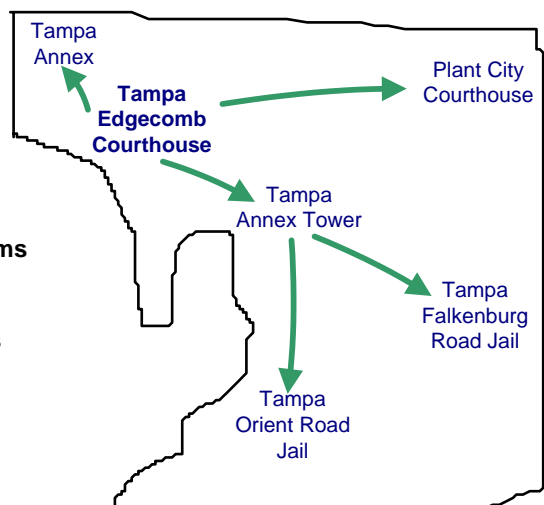 Tampa
Annex
Tampa
Edgecomb
Courthouse
Plant City
Courthouse
Tampa
Annex Tower
ms
Tampa
Falkenburg
Road Jail
s
Tampa
Orient Road
Jail